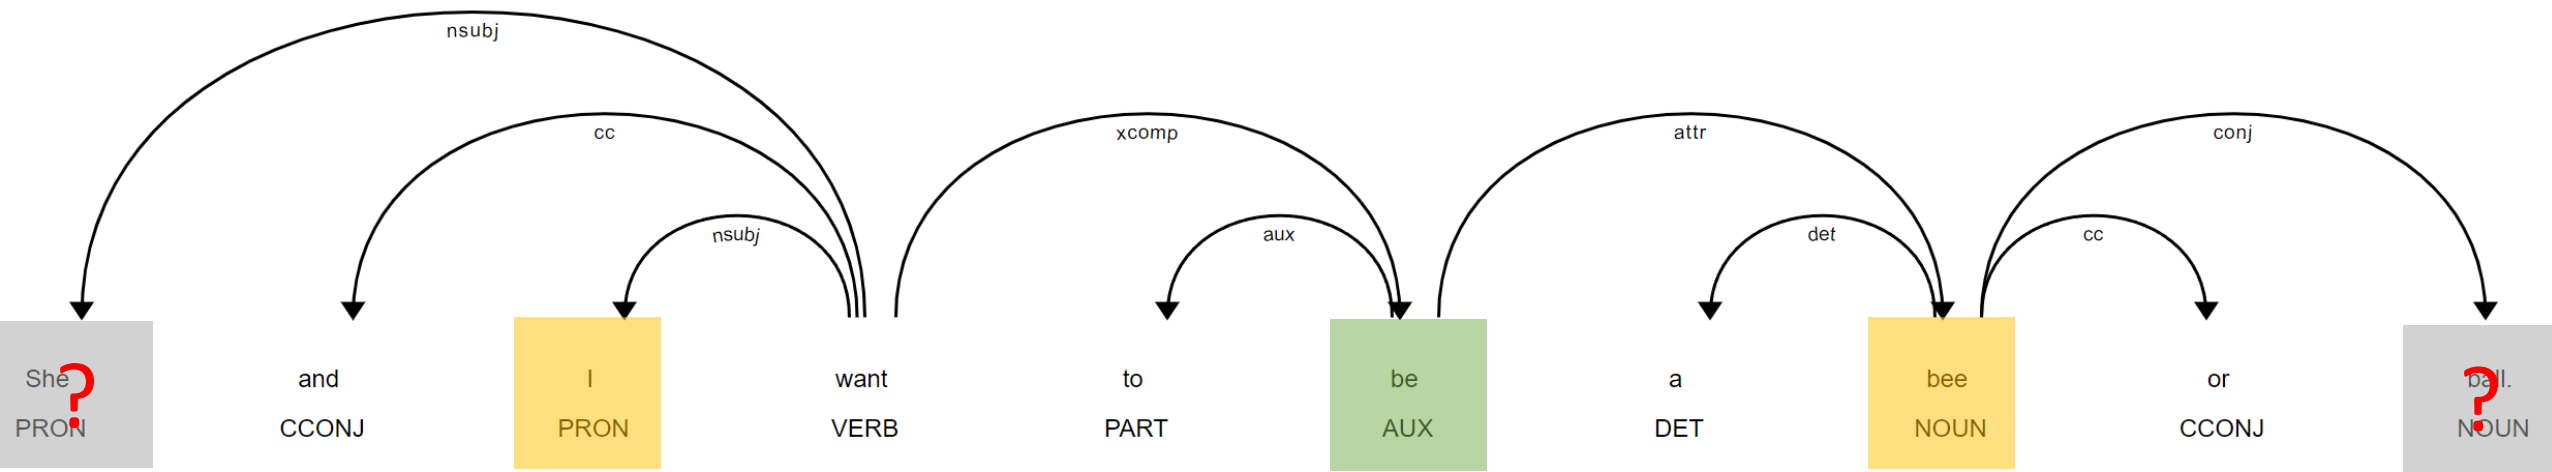 nsubj
cc
xcomp
attr
conj
nsubj
aux
det
cc
She and I want to be a bee or ball.
? ?
PRON CCONJ PRON VERB PART AUX DET NOUN CCONJ NOUN